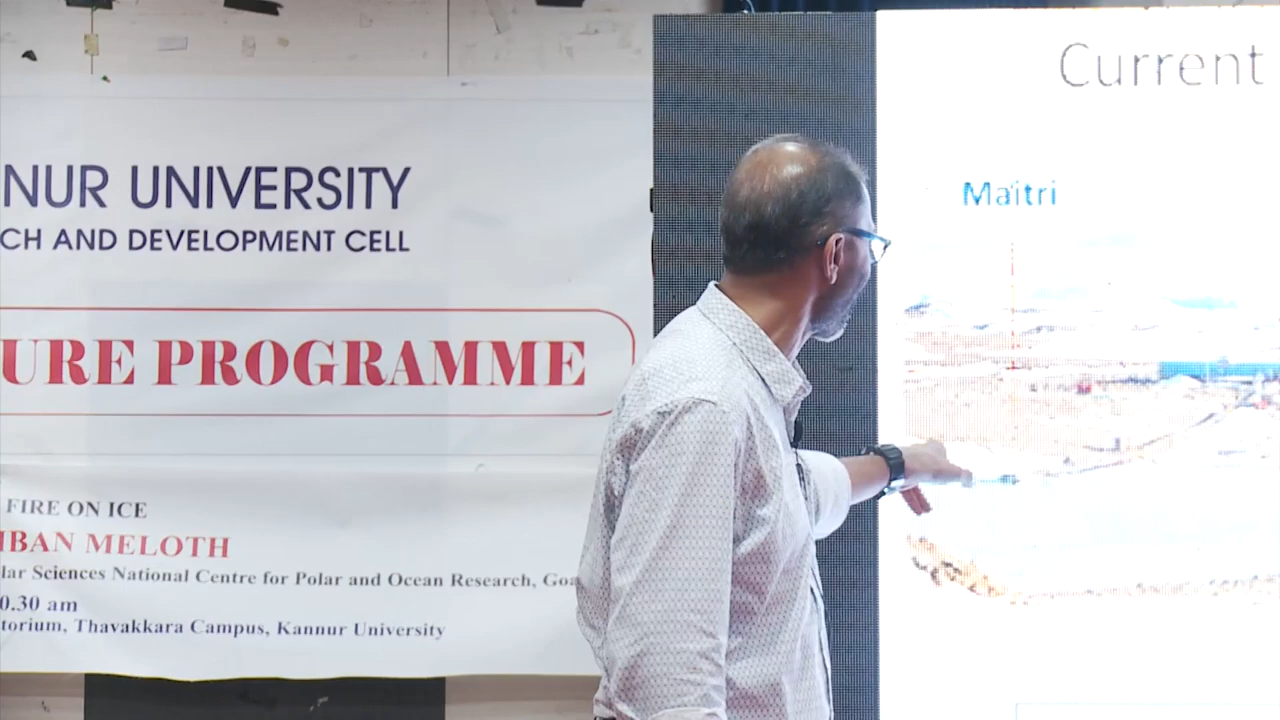 NUR UNIVERSITY
CH AND DEVELOPMENT CELL
URE PROGRAMME
FIRE ON ICE
IBAN MELOTH
lar Sciences National Centre for Polar and Ocean Research, Goa
0.30 am
torium, Thavakkara Campus, Kannur University
Current
Maitri